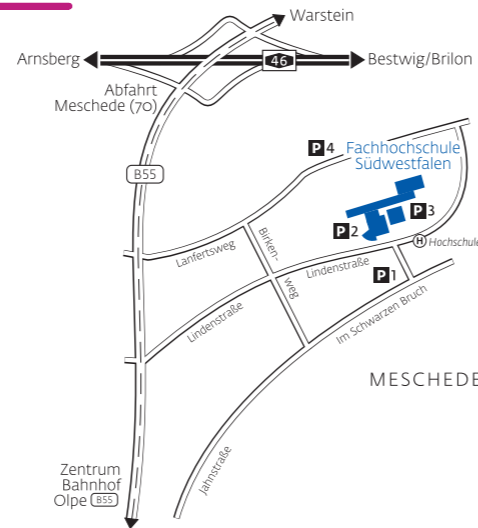 Warstein
Arnsberg
46
Bestwig/Brilon
Abfahrt
Meschede (70)
P 4
Fachhochschule
Südwestfalen
B55
P 3
P 2
H Hochschule
Lanfertsweg
Birken-
weg
Lindenstraße
P 1
Lindenstraße
Im Schwarzen Bruch
MESCHEDE
Jahnstraße
Zentrum
Bahnhof
Olpe B55